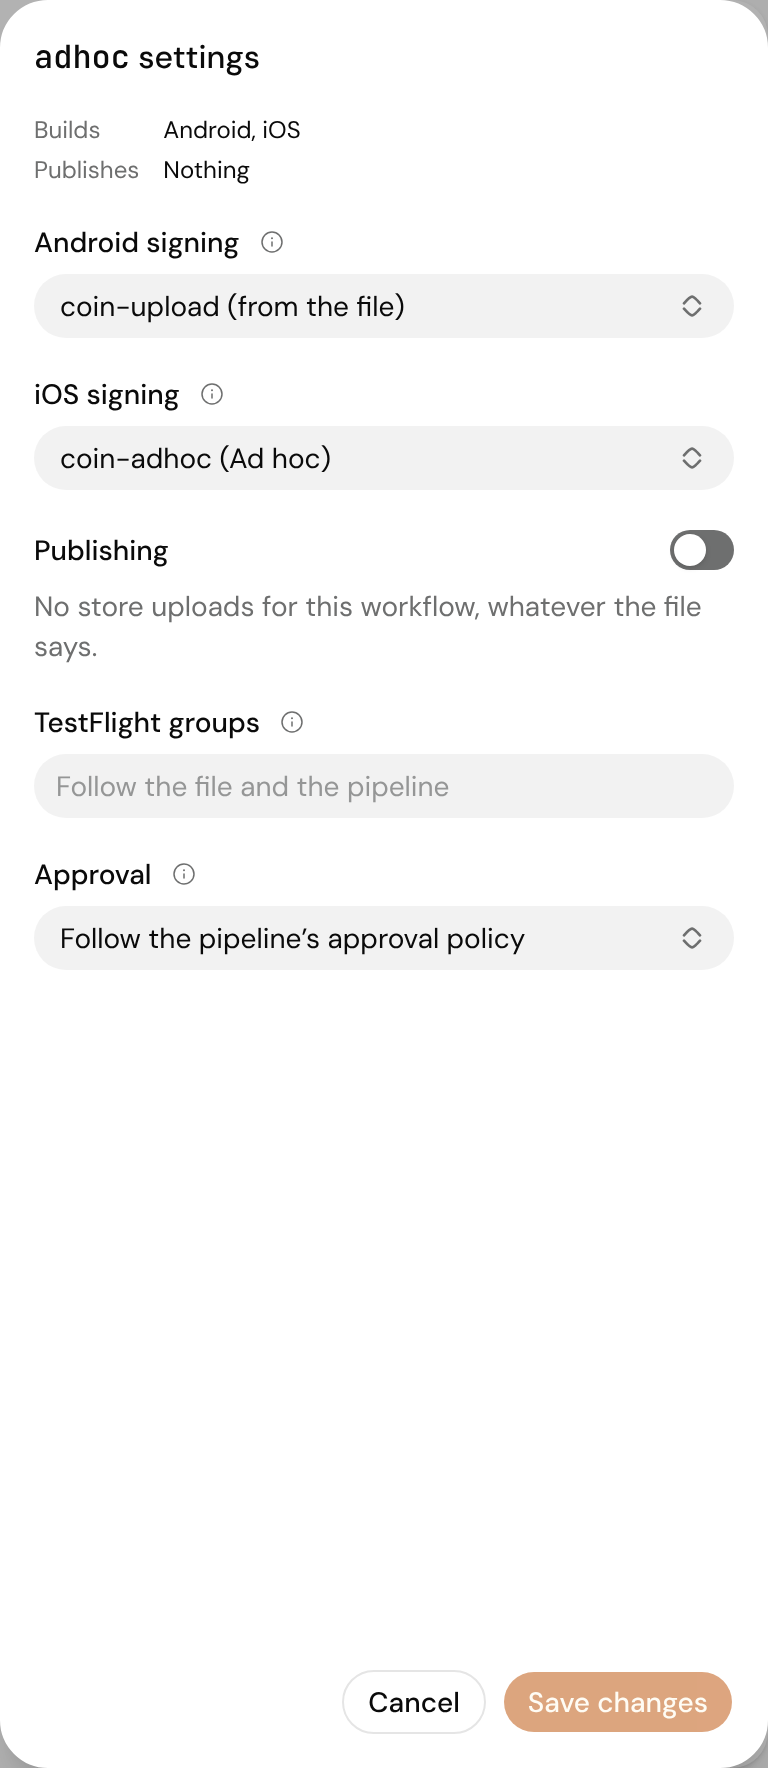 adhoc settings
Builds Android, iOS
Publishes Nothing
Android signing
coin-upload (from the file)
iOS signing
coin-adhoc (Ad hoc)
Publishing
No store uploads for this workflow, whatever the file
says.
TestFlight groups
Follow the file and the pipeline
Approval
Follow the pipeline’s approval policy
Cancel Save changes